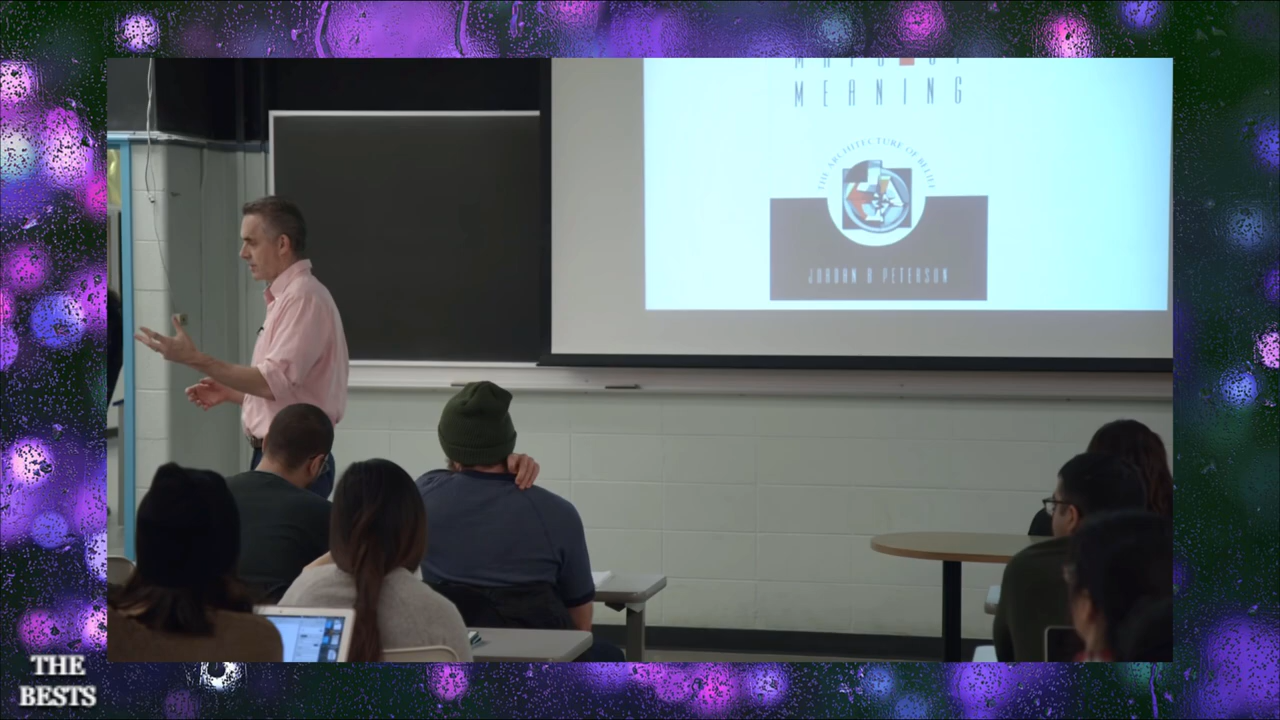 MEANING
THE ARCHITECTURE OF BELIEF
JORDAN B PETERSON
THE
BESTS